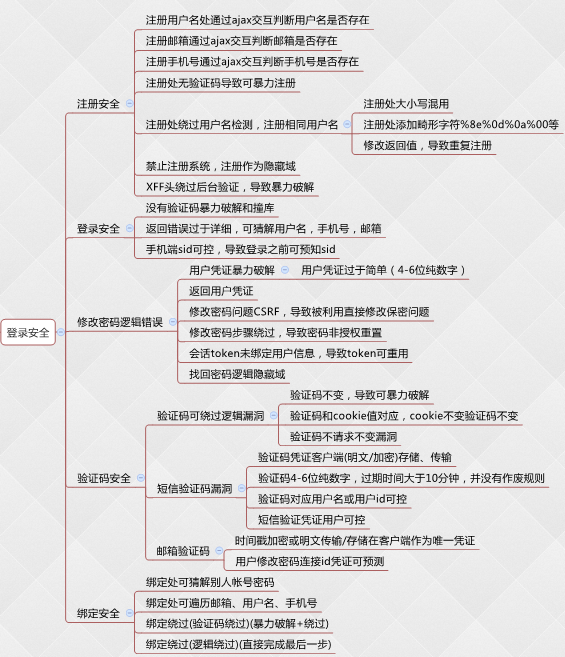 登录安全
注册安全
注册用户名处通过ajax交互判断用户名是否存在
注册邮箱通过ajax交互判断邮箱是否存在
注册手机号通过ajax交互判断手机号是否存在
注册处无验证码导致可暴力注册
注册处绕过用户名检测，注册相同用户名
注册处大小写混用
注册处添加畸形字符%8e%0d%0a%00等
修改返回值，导致重复注册
禁止注册系统，注册作为隐藏域
XFF头绕过后台验证，导致暴力破解
登录安全
没有验证码暴力破解和撞库
返回错误过于详细，可猜解用户名，手机号，邮箱
手机端sid可控，导致登录之前可预知sid
修改密码逻辑错误
用户凭证暴力破解
用户凭证过于简单（4-6位纯数字）
返回用户凭证
修改密码问题CSRF，导致被利用直接修改保密问题
修改密码步骤绕过，导致密码非授权重置
会话token未绑定用户信息，导致token可重用
找回密码逻辑隐藏域
验证码安全
验证码可绕过逻辑漏洞
验证码不变，导致可暴力破解
验证码和cookie值对应，cookie不变验证码不变
验证码不请求不变漏洞
短信验证码漏洞
验证码凭证客户端(明文/加密)存储、传输
验证码4-6位纯数字，过期时间大于10分钟，并没有作废规则
验证码对应用户名或用户id可控
短信验证凭证用户可控
邮箱验证码
时间戳加密或明文传输/存储在客户端作为唯一凭证
用户修改密码连接id凭证可预测
绑定安全
绑定处可猜解别人帐号密码
绑定处可遍历邮箱、用户名、手机号
绑定绕过(验证码绕过)(暴力破解+绕过)
绑定绕过(逻辑绕过)(直接完成最后一步)